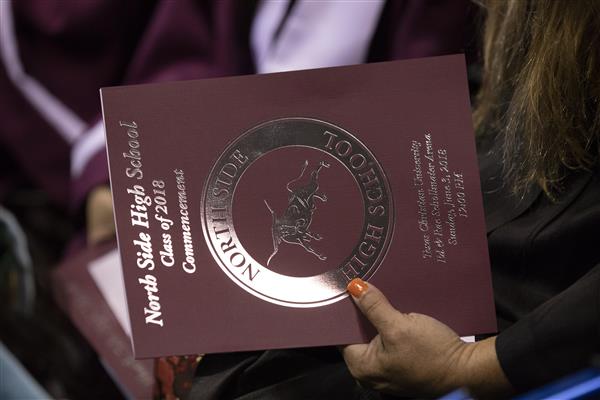 North Side High School
Class of 2018
Commencement
NORTH SIDE HIGH SCHOOL
Texas Christian University
Ed & Rae Schollmaier Arena
Sunday, June 3, 2018
12:00 P.M.